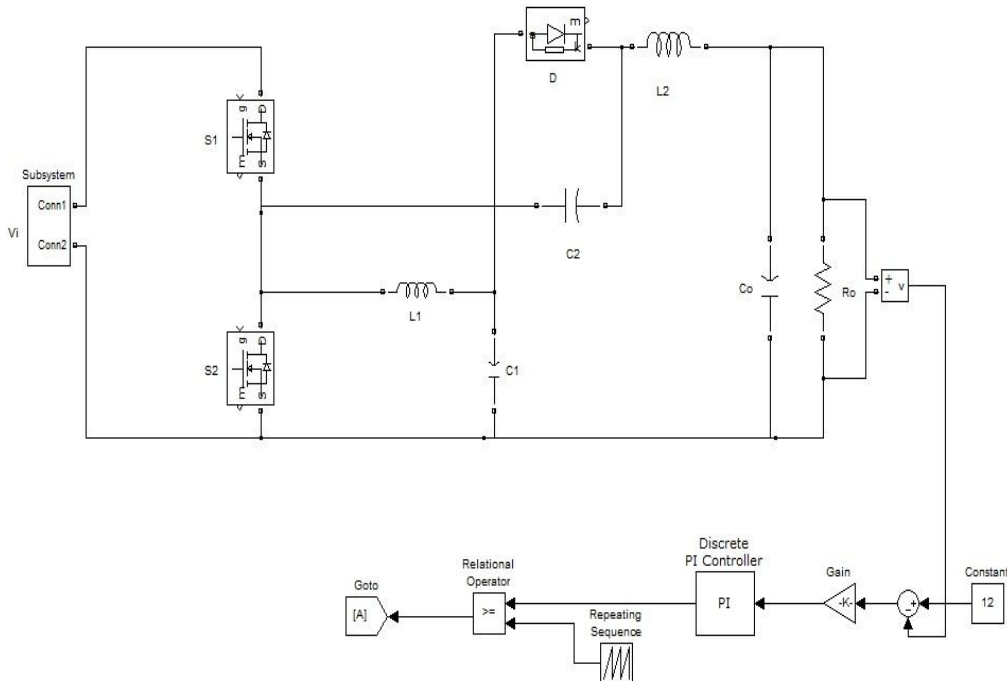 m
k
D
L2
g
D
S1
m
S
Subsystem
Conn1
Vi
Conn2
C2
L1
Co
Ro
+
-
v
g
D
S2
m
S
C1
Discrete
PI Controller
Relational
Operator
Goto
Gain
Constant
[A]
>=
PI
-K-
+
-
12
Repeating
Sequence